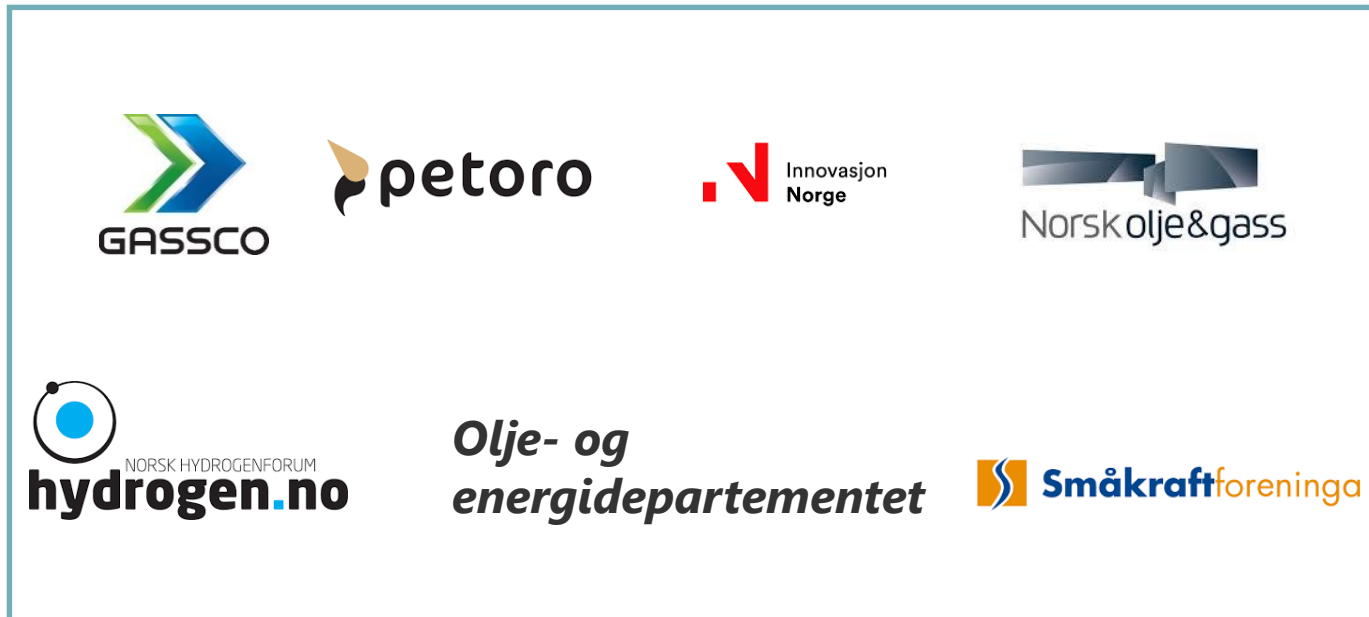 GASSCO
petoro
Innovasjon
Norge
Norsk olje&gass
NORSK HYDROGENFORUM
hydrogen.no
Olje- og
energidepartementet
Småkraftforeninga